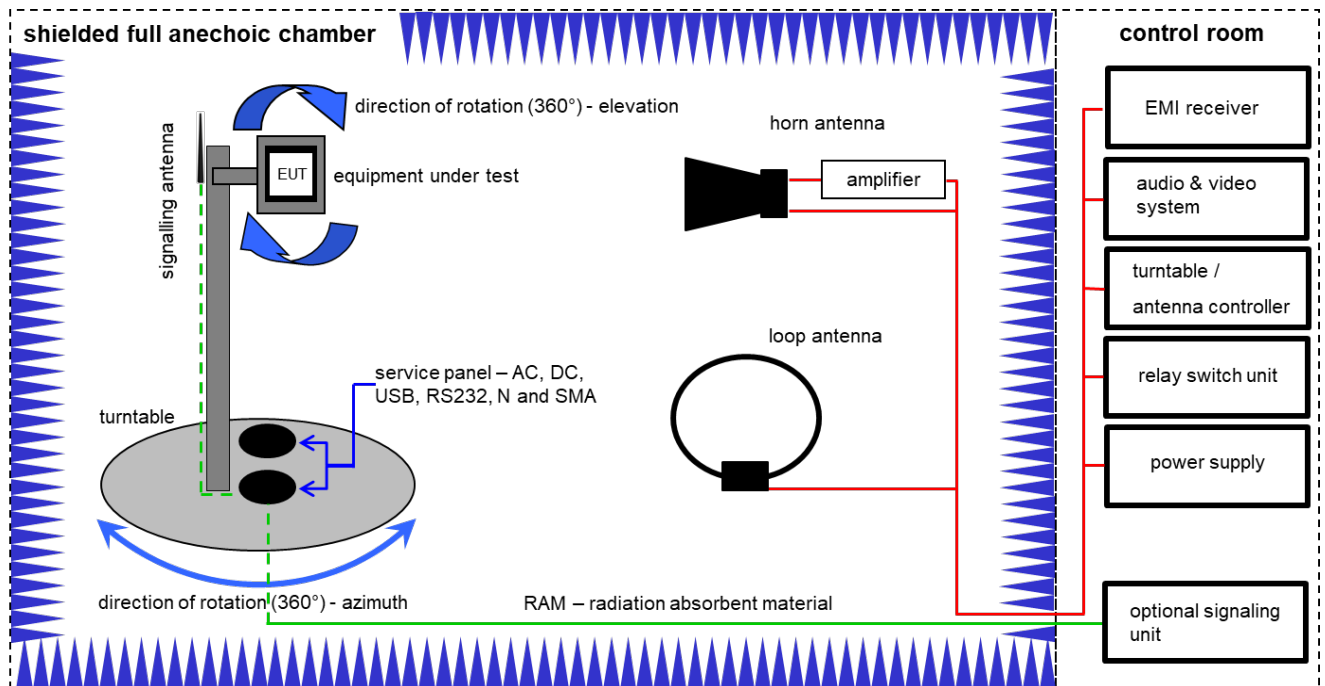 shielded full anechoic chamber
control room
direction of rotation (360°) - elevation
signalling antenna
EUT
equipment under test
horn antenna
amplifier
loop antenna
service panel – AC, DC,
USB, RS232, N and SMA
turntable
direction of rotation (360°) - azimuth
RAM – radiation absorbent material
EMI receiver
audio & video
system
turntable /
antenna controller
relay switch unit
power supply
optional signaling
unit